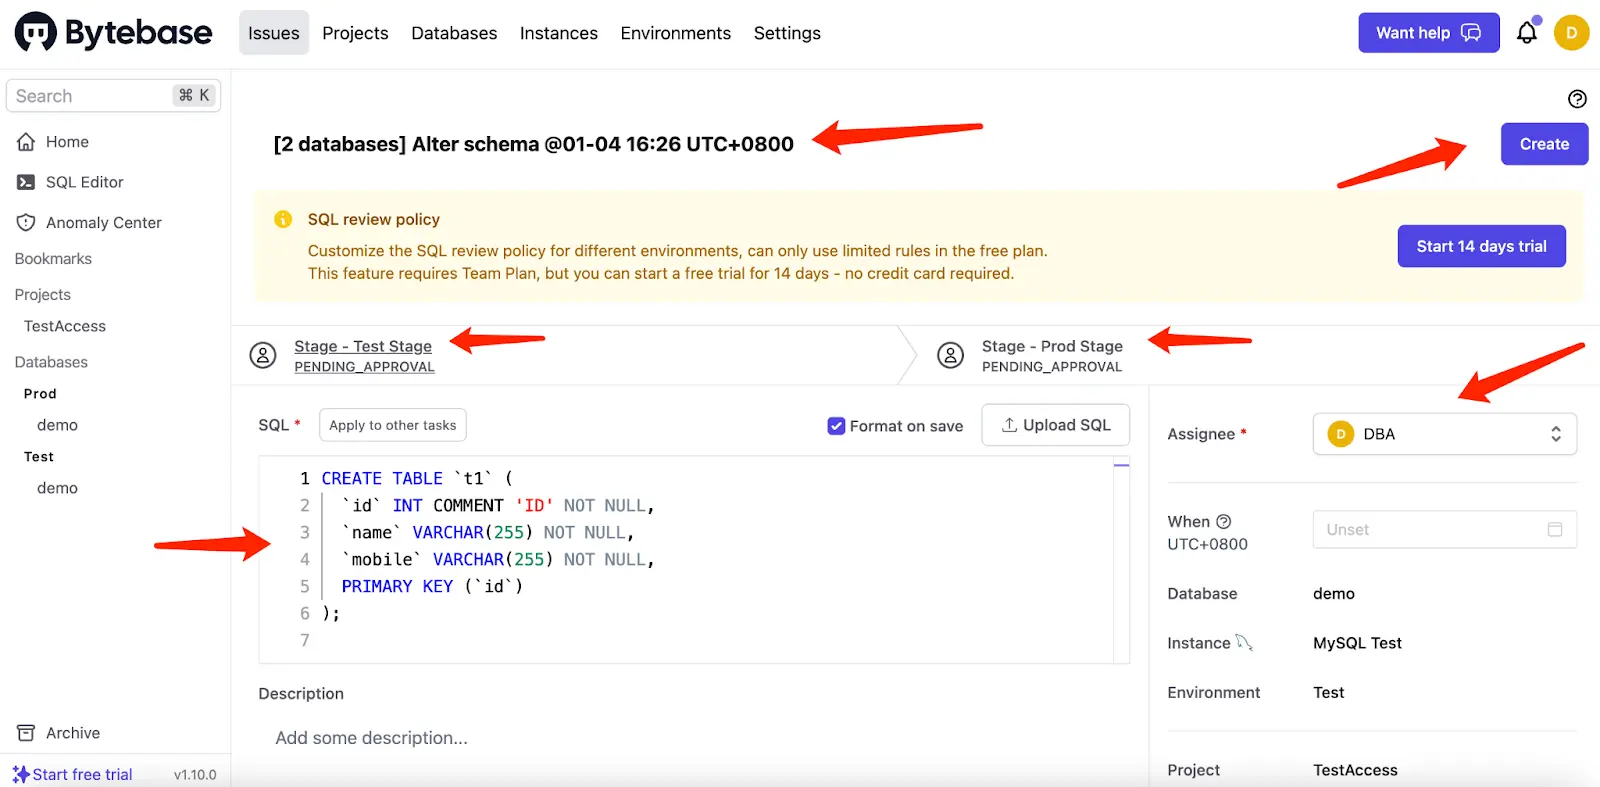 Bytebase
Issues
Projects
Databases
Instances
Environments
Settings
Want help
D
Search
⌘ K
Home
SQL Editor
Anomaly Center
Bookmarks
Projects
TestAccess
Databases
Prod
demo
Test
demo
Archive
Start free trial
v1.10.0
[2 databases] Alter schema @01-04 16:26 UTC+0800
Create
SQL review policy
Customize the SQL review policy for different environments, can only use limited rules in the free plan.
This feature requires Team Plan, but you can start a free trial for 14 days - no credit card required.
Start 14 days trial
Stage - Test Stage
PENDING_APPROVAL
Stage - Prod Stage
PENDING_APPROVAL
SQL *
Apply to other tasks
Format on save
Upload SQL
1 CREATE TABLE `t1` (
2 `id` INT COMMENT 'ID' NOT NULL,
3 `name` VARCHAR(255) NOT NULL,
4 `mobile` VARCHAR(255) NOT NULL,
5 PRIMARY KEY (`id`)
6 );
7
Description
Add some description...
Assignee *
D DBA
When
UTC+0800
Unset
Database
demo
Instance
MySQL Test
Environment
Test
Project
TestAccess